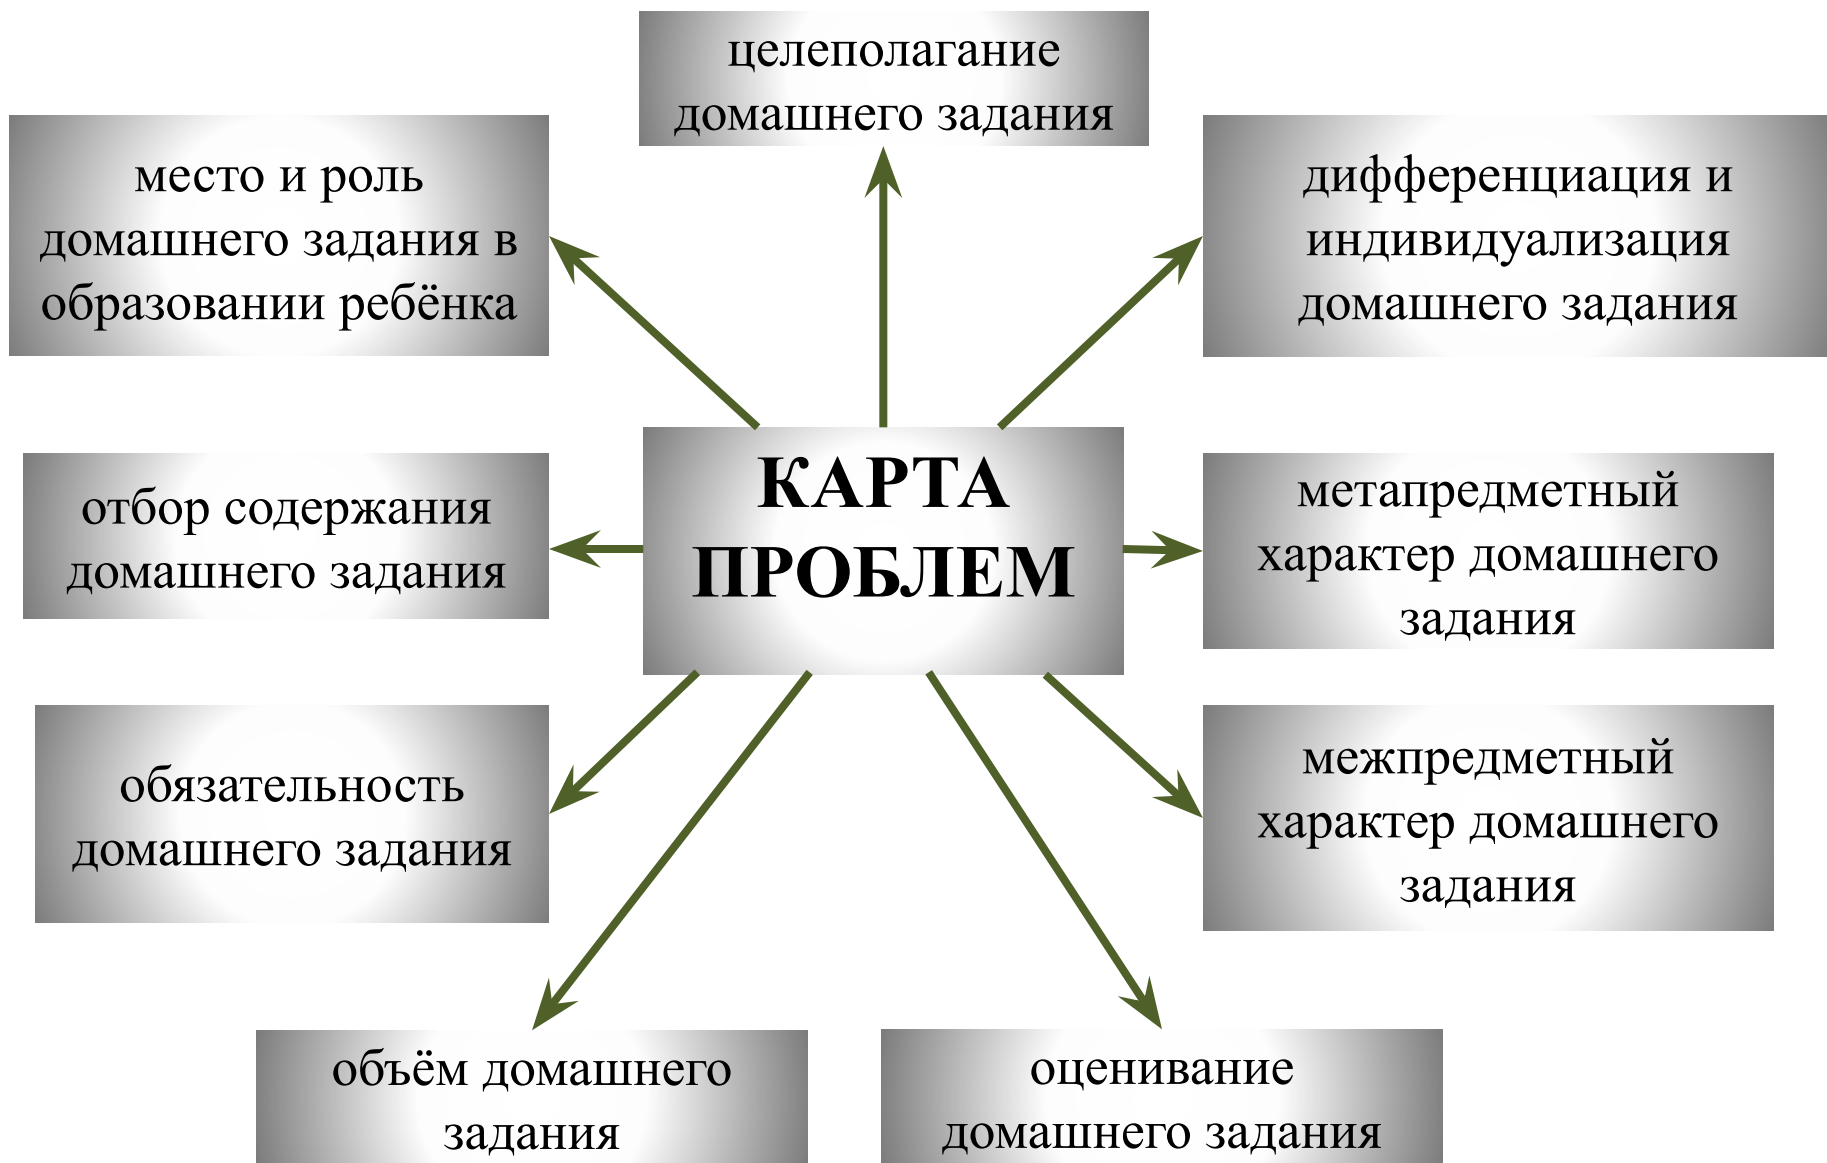 целеполагание
домашнего задания
место и роль
домашнего задания в
образовании ребёнка
дифференциация и
индивидуализация
домашнего задания
КАРТА
ПРОБЛЕМ
отбор содержания
домашнего задания
метапредметный
характер домашнего
задания
обязательность
домашнего задания
межпредметный
характер домашнего
задания
объём домашнего
задания
оценивание
домашнего задания